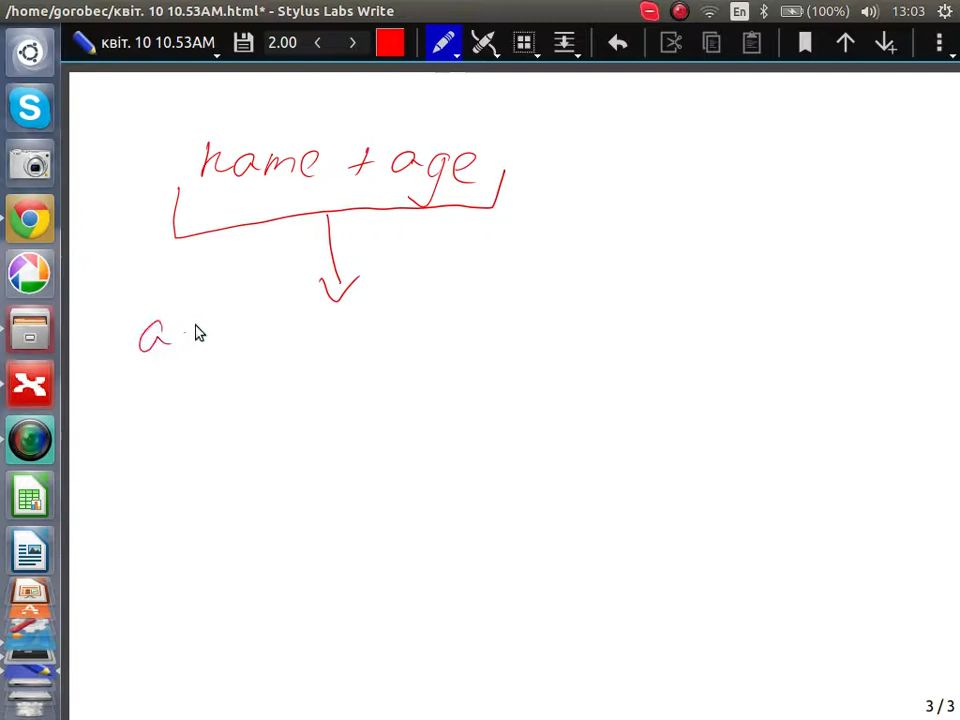 /home/gorobec/квіт. 10 10.53AM.html* - Stylus Labs Write En (100%) 13:03
квіт. 10 10.53AM 2.00
name + age
a
3 / 3